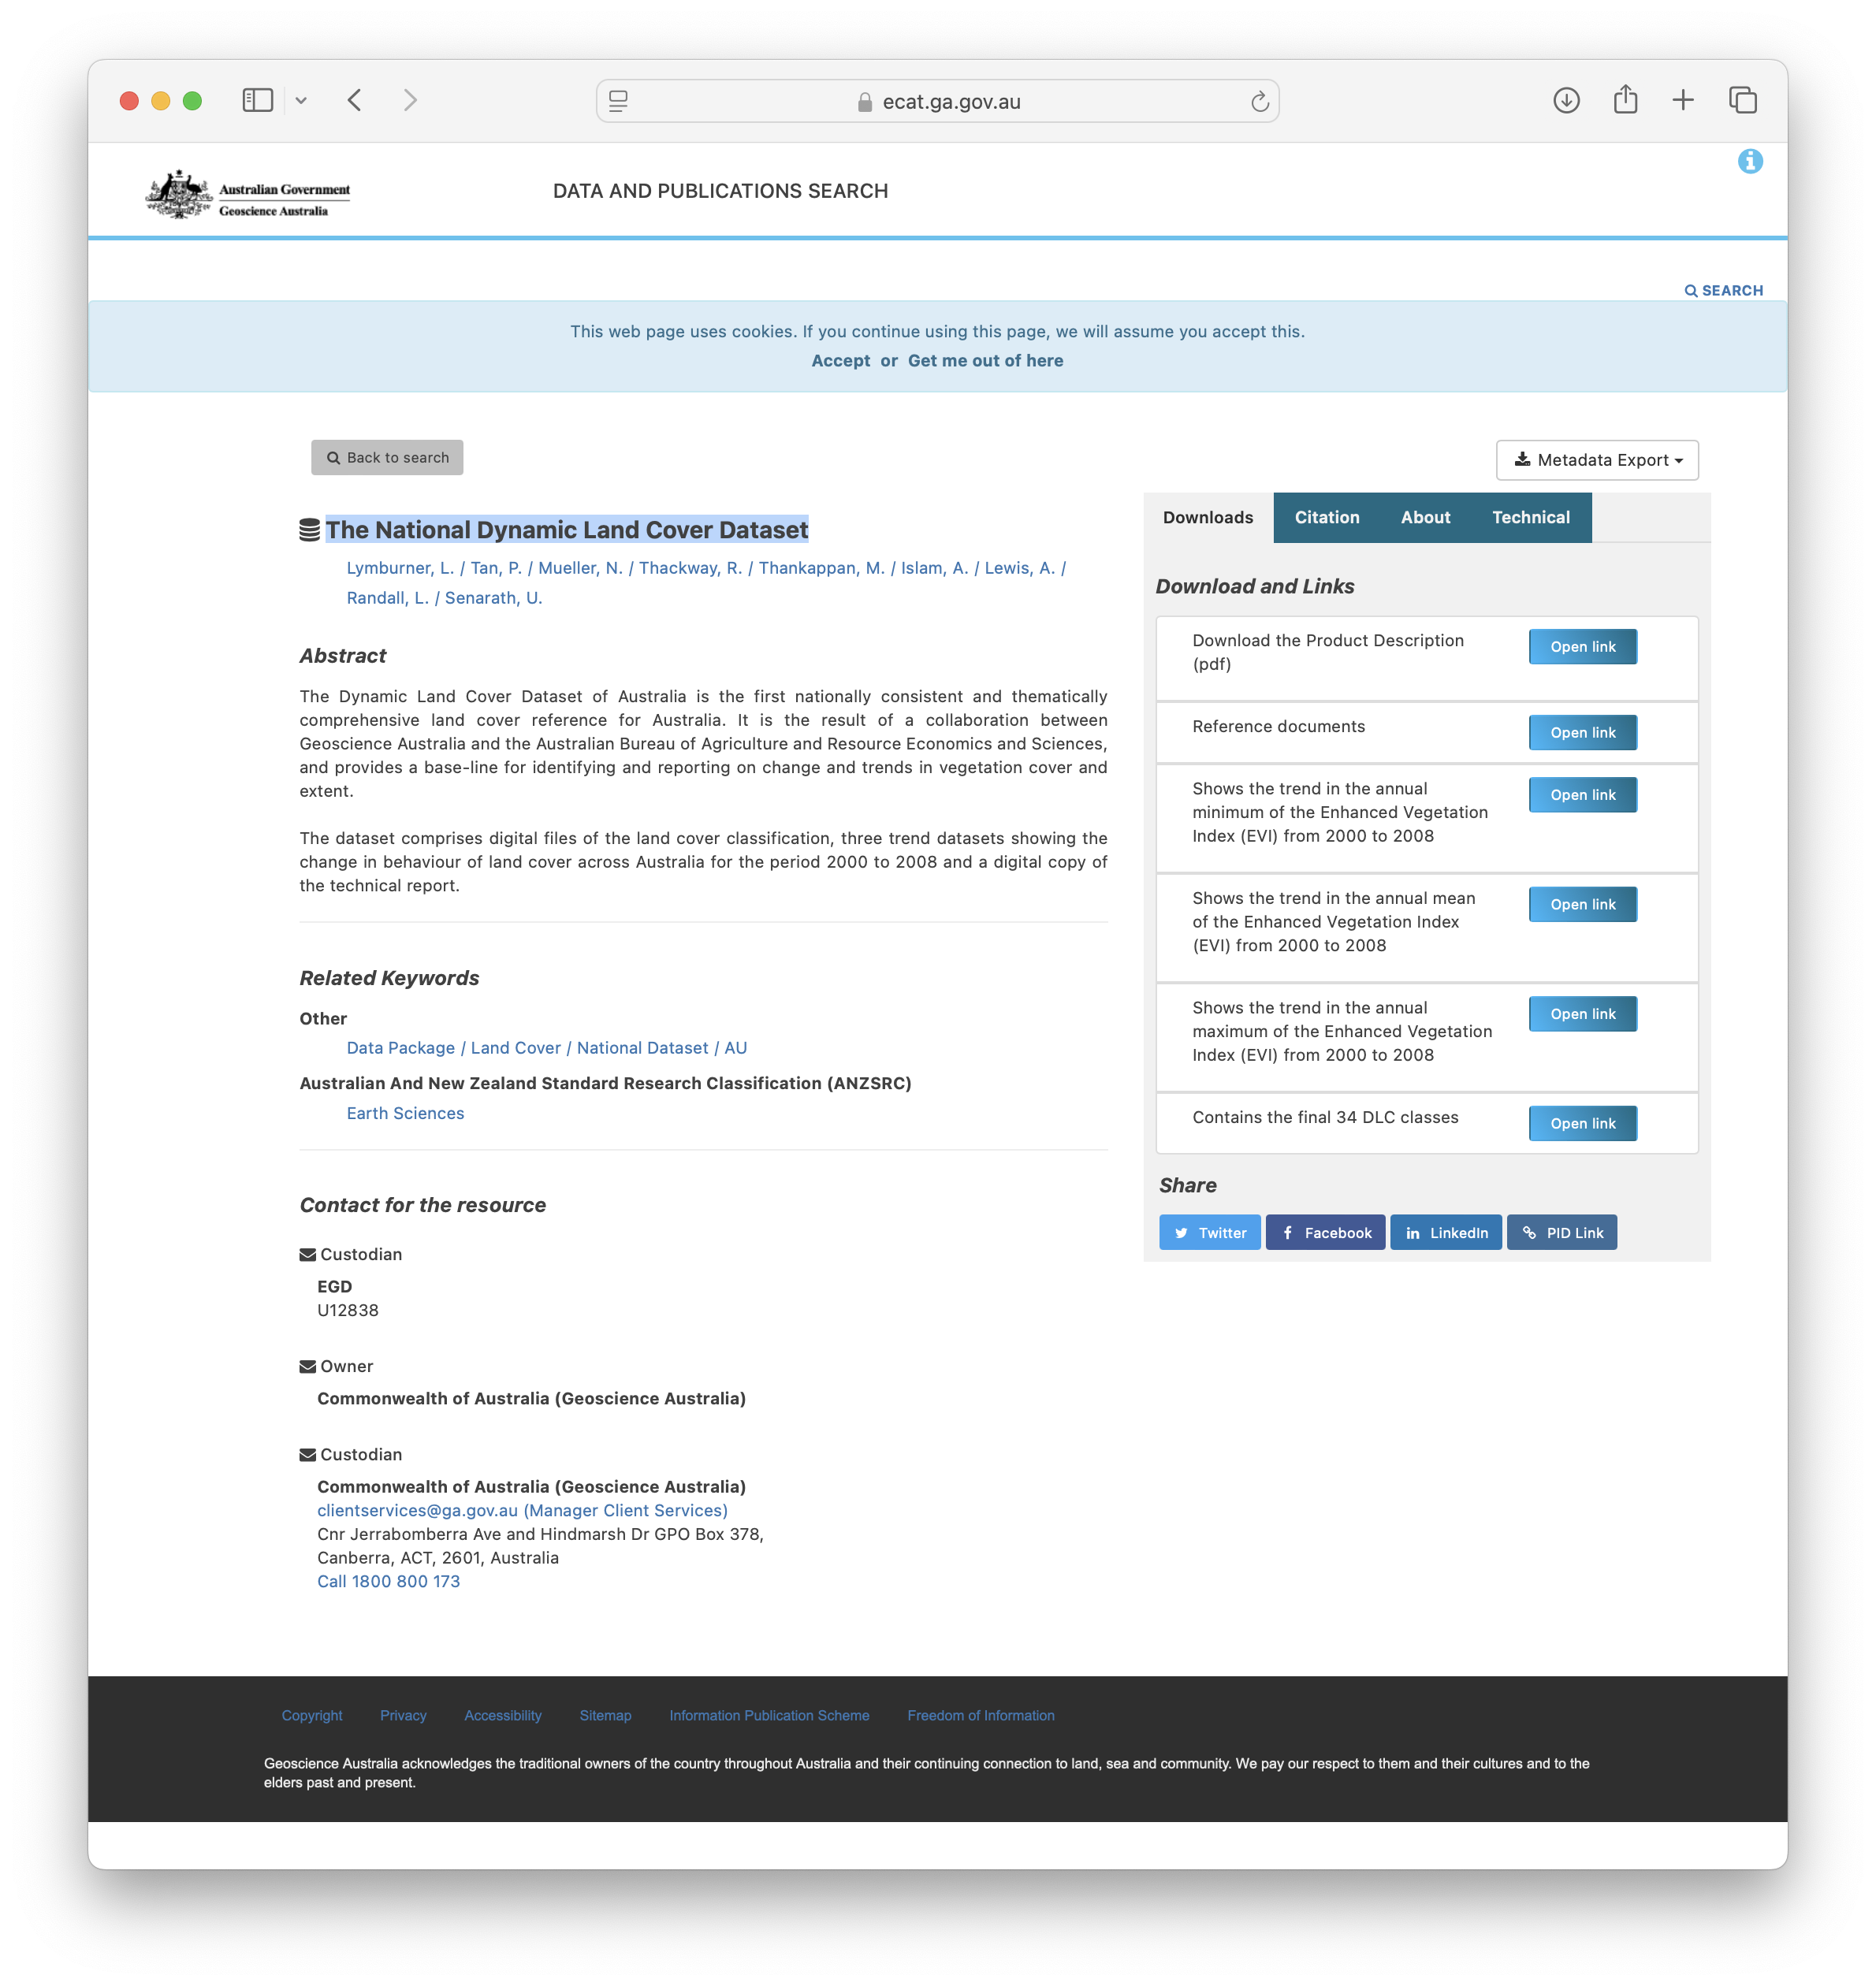 ecat.ga.gov.au
Australian Government
Geoscience Australia
DATA AND PUBLICATIONS SEARCH
SEARCH
This web page uses cookies. If you continue using this page, we will assume you accept this.
Accept or Get me out of here
Back to search
Metadata Export
The National Dynamic Land Cover Dataset
Lymburner, L. / Tan, P. / Mueller, N. / Thackway, R. / Thankappan, M. / Islam, A. / Lewis, A. /
Randall, L. / Senarath, U.
Abstract
The Dynamic Land Cover Dataset of Australia is the first nationally consistent and thematically
comprehensive land cover reference for Australia. It is the result of a collaboration between
Geoscience Australia and the Australian Bureau of Agriculture and Resource Economics and Sciences,
and provides a base-line for identifying and reporting on change and trends in vegetation cover and
extent.
The dataset comprises digital files of the land cover classification, three trend datasets showing the
change in behaviour of land cover across Australia for the period 2000 to 2008 and a digital copy of
the technical report.
Related Keywords
Other
Data Package / Land Cover / National Dataset / AU
Australian And New Zealand Standard Research Classification (ANZSRC)
Earth Sciences
Contact for the resource
Custodian
EGD
U12838
Owner
Commonwealth of Australia (Geoscience Australia)
Custodian
Commonwealth of Australia (Geoscience Australia)
clientservices@ga.gov.au (Manager Client Services)
Cnr Jerrabomberra Ave and Hindmarsh Dr GPO Box 378,
Canberra, ACT, 2601, Australia
Call 1800 800 173
Downloads Citation About Technical
Download and Links
Download the Product Description
(pdf)
Open link
Reference documents
Open link
Shows the trend in the annual
minimum of the Enhanced Vegetation
Index (EVI) from 2000 to 2008
Open link
Shows the trend in the annual mean
of the Enhanced Vegetation Index
(EVI) from 2000 to 2008
Open link
Shows the trend in the annual
maximum of the Enhanced Vegetation
Index (EVI) from 2000 to 2008
Open link
Contains the final 34 DLC classes
Open link
Share
Twitter Facebook LinkedIn PID Link
Copyright Privacy Accessibility Sitemap Information Publication Scheme Freedom of Information
Geoscience Australia acknowledges the traditional owners of the country throughout Australia and their continuing connection to land, sea and community. We pay our respect to them and their cultures and to the
elders past and present.